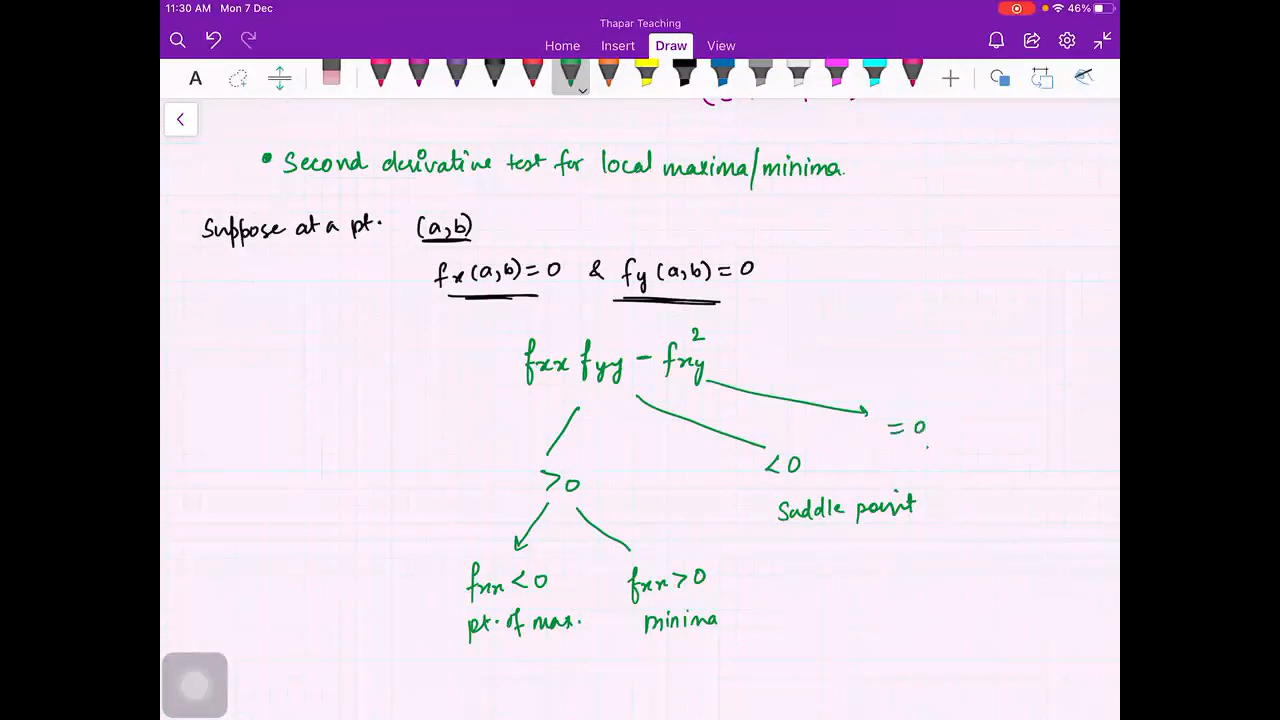 11:30 AM Mon 7 Dec
46%
Thapar Teaching
Home Insert Draw View
A
• Second derivative test for local maxima/minima.
Suppose at a pt. (a,b)
fx(a,b)=0 & fy(a,b)=0
fxx fyy - fxy²
= 0
<0
>0
Saddle point
fxx<0 fxx>0
pt. of max. minima